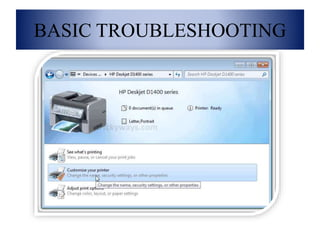 BASIC TROUBLESHOOTING
Devices ...
HP Deskjet D1400 series
Search HP Deskjet D1400 series
HP Deskjet D1400 series
0 document(s) in queue
Printer: Ready
Letter,Portrait
See what's printing
View, pause, or cancel your print jobs
Customize your printer
Change the name, security settings, or other properties
Change the name, security settings, or other properties
Adjust print options
Change color, layout, or paper settings